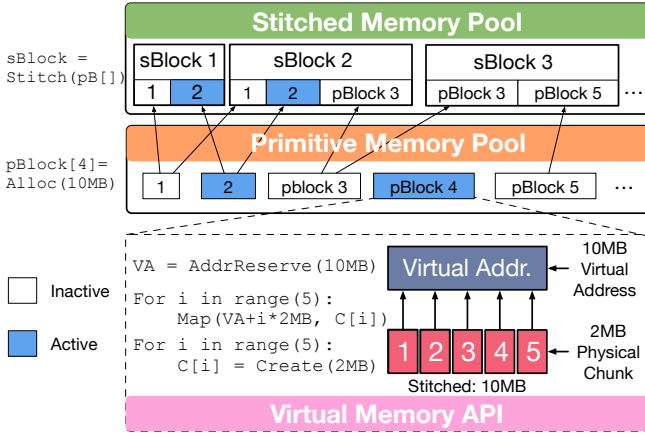 Stitched Memory Pool
sBlock =
Stitch(pB[])
sBlock 1
sBlock 2
sBlock 3
1
2
1
2
pBlock 3
pBlock 3
pBlock 5
...
Primitive Memory Pool
pBlock[4]=
Alloc(10MB)
1
2
pblock 3
pBlock 4
pBlock 5
...
Inactive
Active
VA = AddrReserve(10MB)
For i in range(5):
Map(VA+i*2MB, C[i])
For i in range(5):
C[i] = Create(2MB)
Virtual Addr.
10MB
Virtual
Address
1 2 3 4 5
2MB
Physical
Chunk
Stitched: 10MB
Virtual Memory API